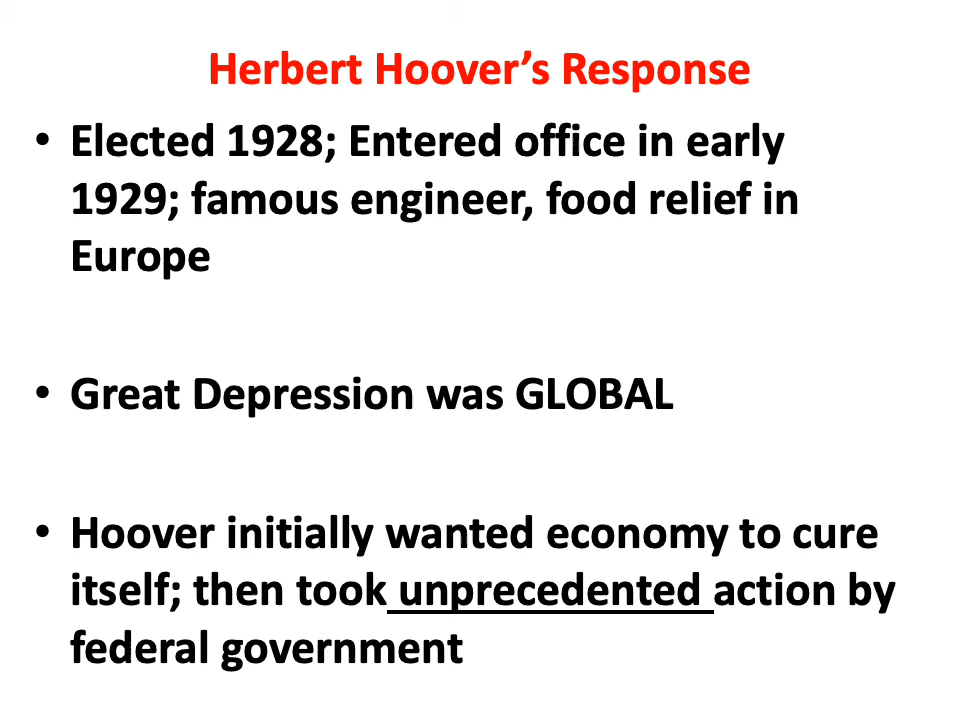 Herbert Hoover’s Response
• Elected 1928; Entered office in early
1929; famous engineer, food relief in
Europe
• Great Depression was GLOBAL
• Hoover initially wanted economy to cure
itself; then took unprecedented action by
federal government